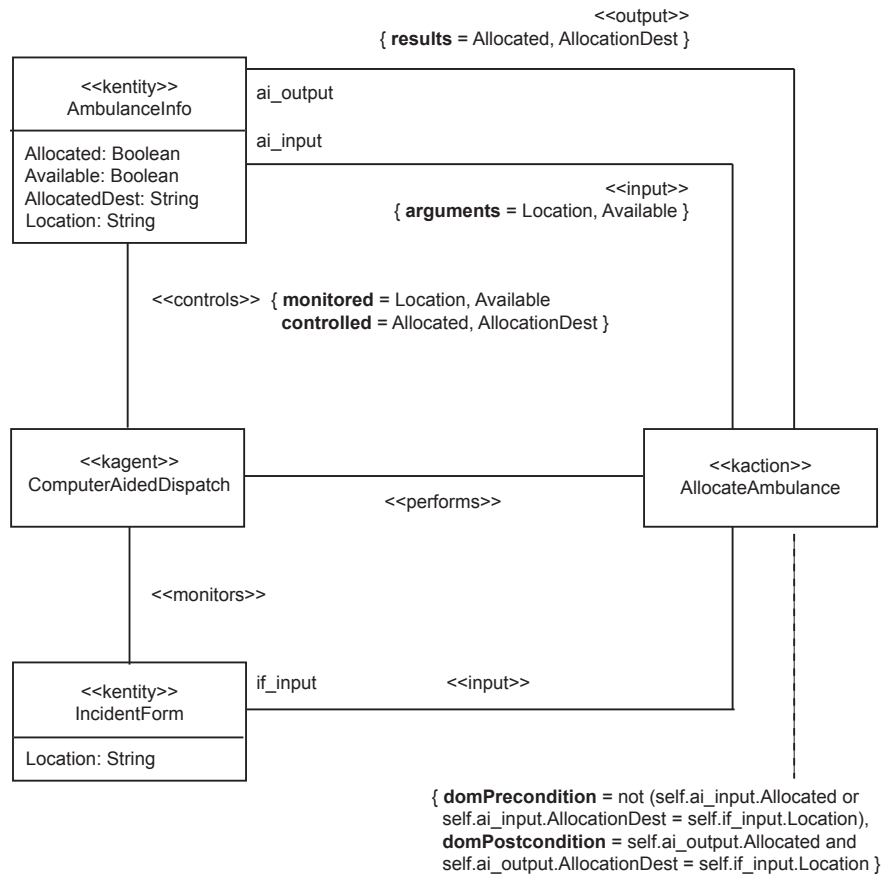 <<output>>
{ results = Allocated, AllocationDest }
<<kentity>>
AmbulanceInfo
ai_output
ai_input
Allocated: Boolean
Available: Boolean
AllocatedDest: String
Location: String
<<input>>
{ arguments = Location, Available }
<<controls>> { monitored = Location, Available
controlled = Allocated, AllocationDest }
<<kagent>>
ComputerAidedDispatch
<<kaction>>
AllocateAmbulance
<<performs>>
<<monitors>>
<<kentity>>
IncidentForm
if_input
<<input>>
Location: String
{ domPrecondition = not (self.ai_input.Allocated or
self.ai_input.AllocationDest = self.if_input.Location),
domPostcondition = self.ai_output.Allocated and
self.ai_output.AllocationDest = self.if_input.Location }